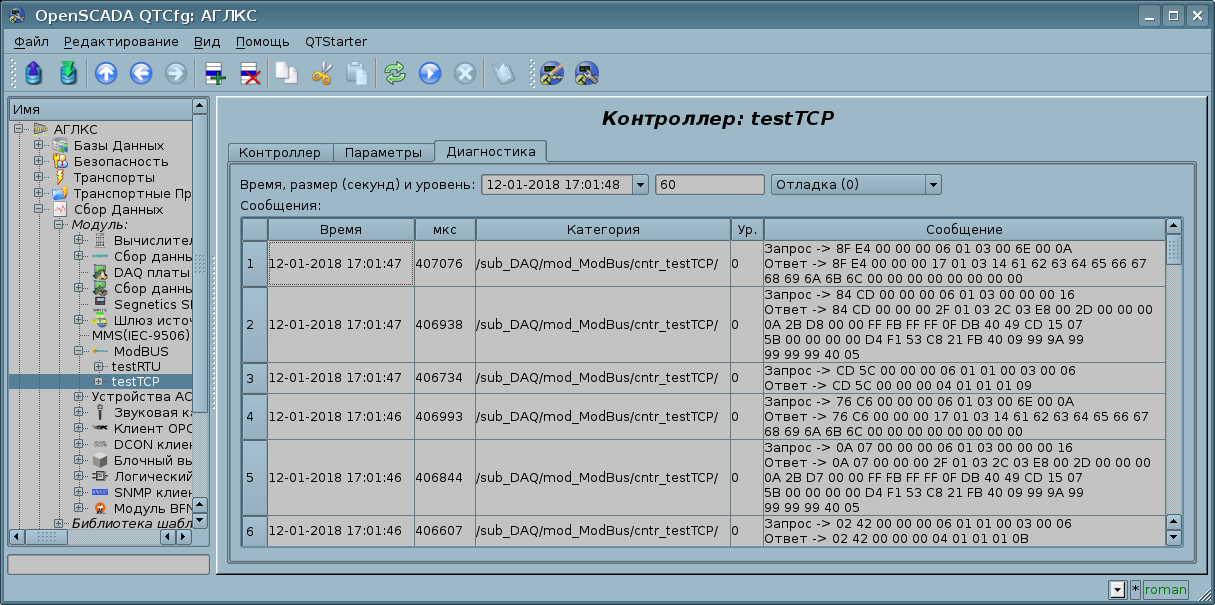 OpenSCADA QTCfg: АГЛКС
Файл Редактирование Вид Помощь QTStarter
Имя
АГЛКС
Базы Данных
Безопасность
Транспорты
Транспортные Пр
Сбор Данных
Модуль:
Вычислител
Сбор даннь
DAQ платы
Сбор даннь
Segnetics S
Шлюз источ
MMS(IEC-9506)
ModBUS
testRTU
testTCP
Устройства АС
Звуковая ка
Клиент OPC
DCON клиен
Блочный вы
Логический
SNMP клиен
Модуль BFN
Библиотека шабл
Контроллер: testTCP
Контроллер Параметры Диагностика
Время, размер (секунд) и уровень: 12-01-2018 17:01:48 60 Отладка (0)
Сообщения:
Время мкс Категория Ур. Сообщение
1 12-01-2018 17:01:47 407076 /sub_DAQ/mod_ModBus/cntr_testTCP/ 0
Запрос -> 8F E4 00 00 00 06 01 03 00 6E 00 0A
Ответ -> 8F E4 00 00 00 17 01 03 14 61 62 63 64 65 66 67
68 69 6A 6B 6C 00 00 00 00 00 00 00 00
2 12-01-2018 17:01:47 406938 /sub_DAQ/mod_ModBus/cntr_testTCP/ 0
Запрос -> 84 CD 00 00 00 06 01 03 00 00 00 16
Ответ -> 84 CD 00 00 00 2F 01 03 2C 03 E8 00 2D 00 00 00
0A 2B D8 00 00 FF FB FF FF 0F DB 40 49 CD 15 07
5B 00 00 00 00 D4 F1 53 C8 21 FB 40 09 99 9A 99
99 99 99 40 05
3 12-01-2018 17:01:47 406734 /sub_DAQ/mod_ModBus/cntr_testTCP/ 0
Запрос -> CD 5C 00 00 00 06 01 01 00 03 00 06
Ответ -> CD 5C 00 00 00 04 01 01 01 09
4 12-01-2018 17:01:46 406993 /sub_DAQ/mod_ModBus/cntr_testTCP/ 0
Запрос -> 76 C6 00 00 00 06 01 03 00 6E 00 0A
Ответ -> 76 C6 00 00 00 17 01 03 14 61 62 63 64 65 66 67
68 69 6A 6B 6C 00 00 00 00 00 00 00 00
5 12-01-2018 17:01:46 406844 /sub_DAQ/mod_ModBus/cntr_testTCP/ 0
Запрос -> 0A 07 00 00 00 06 01 03 00 00 00 16
Ответ -> 0A 07 00 00 00 2F 01 03 2C 03 E8 00 2D 00 00 00
0A 2B D7 00 00 FF FB FF FF 0F DB 40 49 CD 15 07
5B 00 00 00 00 D4 F1 53 C8 21 FB 40 09 99 9A 99
99 99 99 40 05
6 12-01-2018 17:01:46 406607 /sub_DAQ/mod_ModBus/cntr_testTCP/ 0
Запрос -> 02 42 00 00 00 06 01 01 00 03 00 06
Ответ -> 02 42 00 00 00 04 01 01 01 0B
* roman